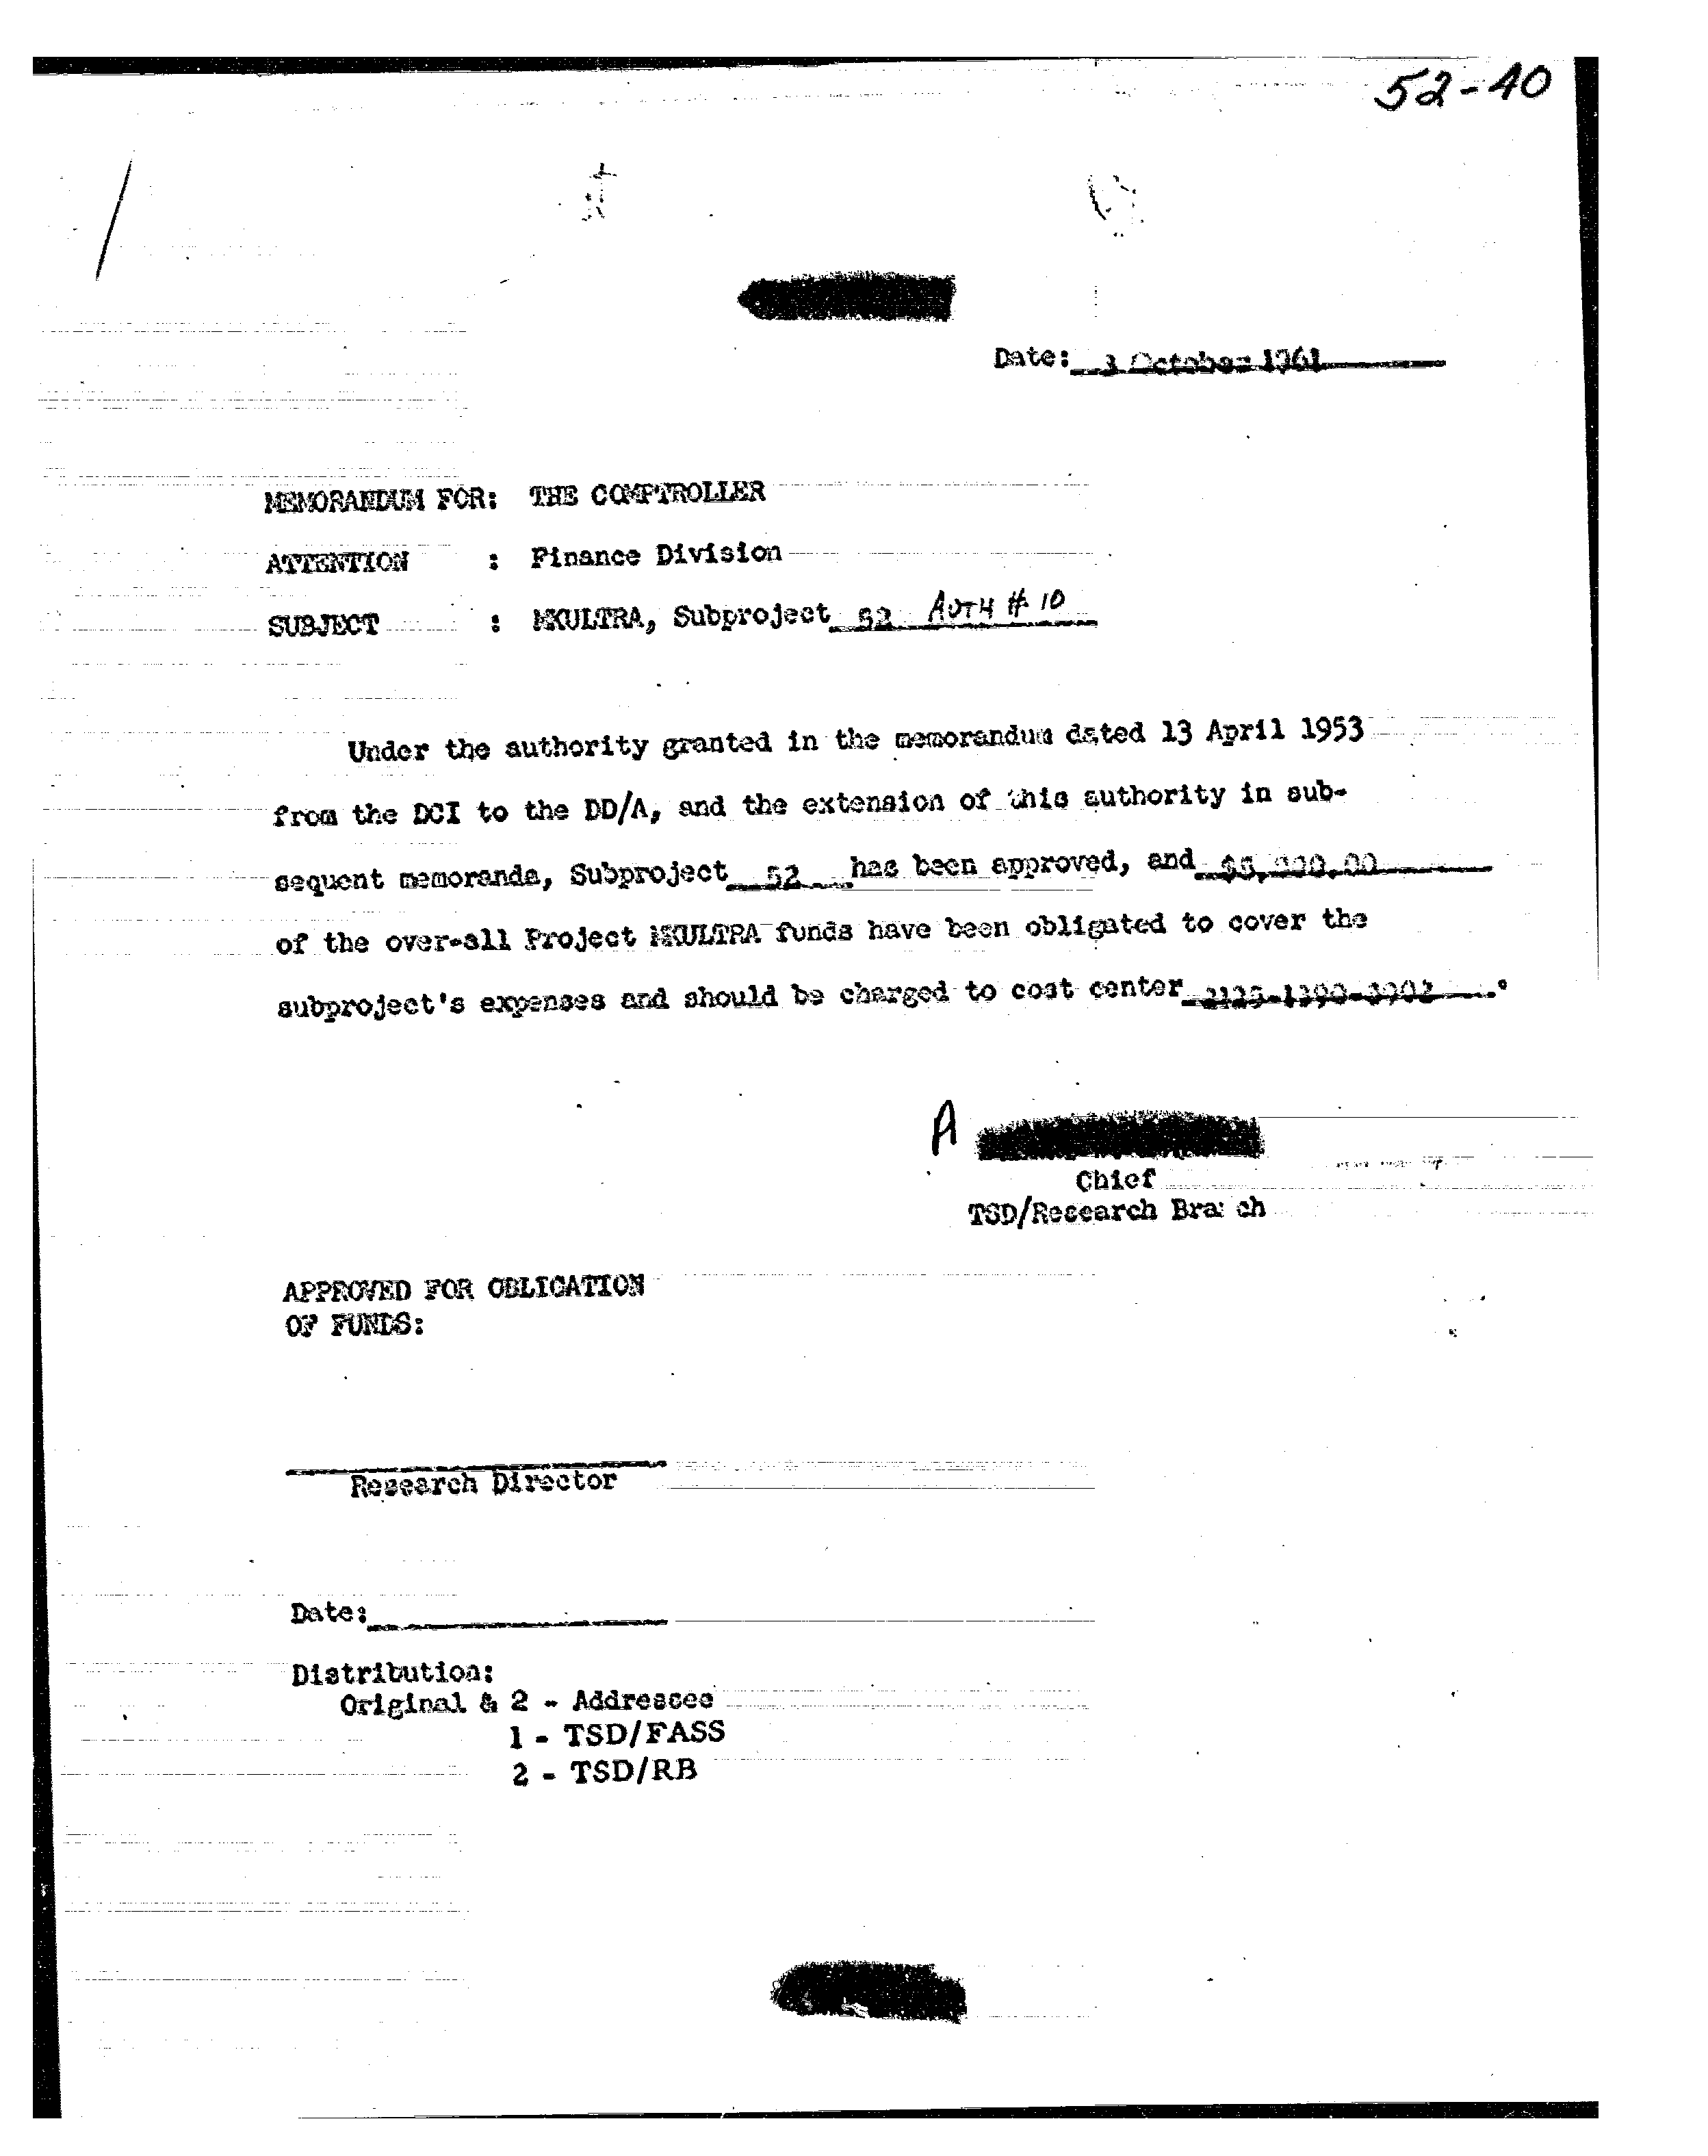 52-40
Date: 3 October 1961
MEMORANDUM FOR: THE COMPTROLLER
ATTENTION : Finance Division
SUBJECT : MKULTRA, Subproject 52 AUTH # 10
Under the authority granted in the memorandum dated 13 April 1953
from the DCI to the DD/A, and the extension of this authority in sub-
sequent memoranda, Subproject 52 has been approved, and
of the over-all Project MKULTRA funds have been obligated to cover the
subproject's expenses and should be charged to cost center
A
Chief
TSD/Research Branch
APPROVED FOR OBLIGATION
OF FUNDS:
Research Director
Date:
Distribution:
Original & 2 - Addressee
1 - TSD/FASS
2 - TSD/RB